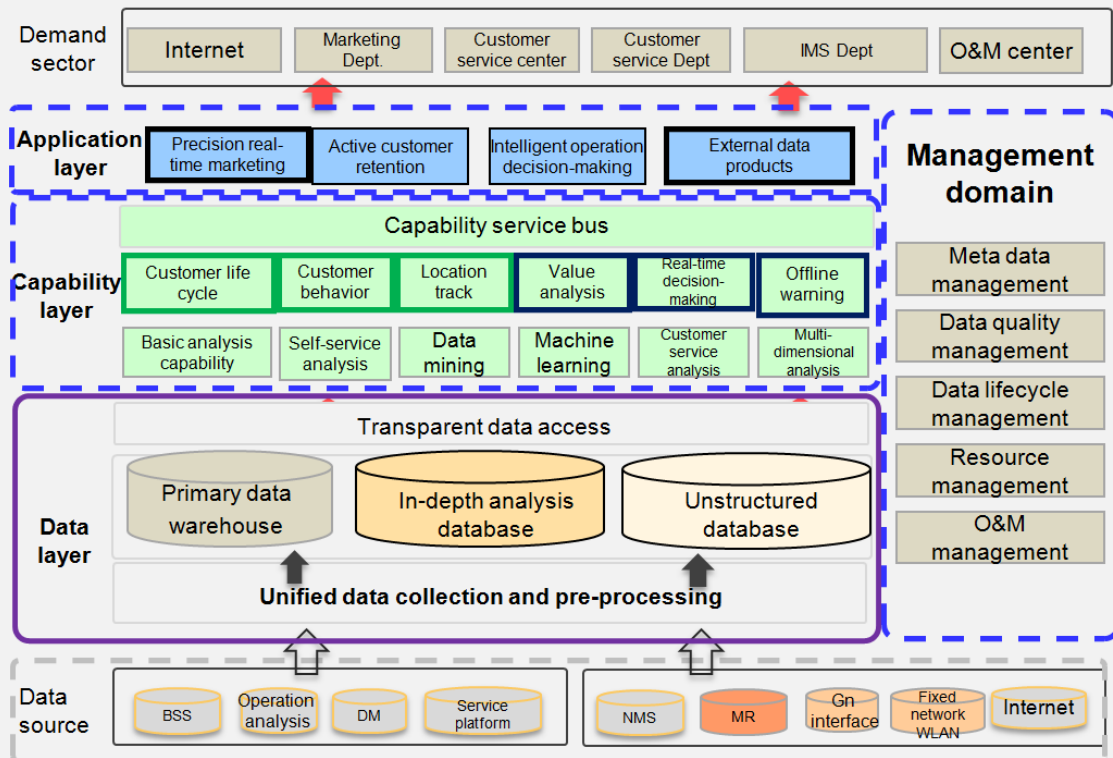 Demand
sector
Internet
Marketing
Dept.
Customer
service center
Customer
service Dept
IMS Dept
O&M center
Application
layer
Precision real-
time marketing
Active customer
retention
Intelligent operation
decision-making
External data
products
Management
domain
Capability service bus
Capability
layer
Customer life
cycle
Customer
behavior
Location
track
Value
analysis
Real-time
decision-
making
Offline
warning
Basic analysis
capability
Self-service
analysis
Data
mining
Machine
learning
Customer
service
analysis
Multi-
dimensional
analysis
Meta data
management
Data quality
management
Data lifecycle
management
Resource
management
O&M
management
Transparent data access
Data
layer
Primary data
warehouse
In-depth analysis
database
Unstructured
database
Unified data collection and pre-processing
Data
source
BSS
Operation
analysis
DM
Service
platform
NMS
MR
Gn
interface
Fixed
network
WLAN
Internet